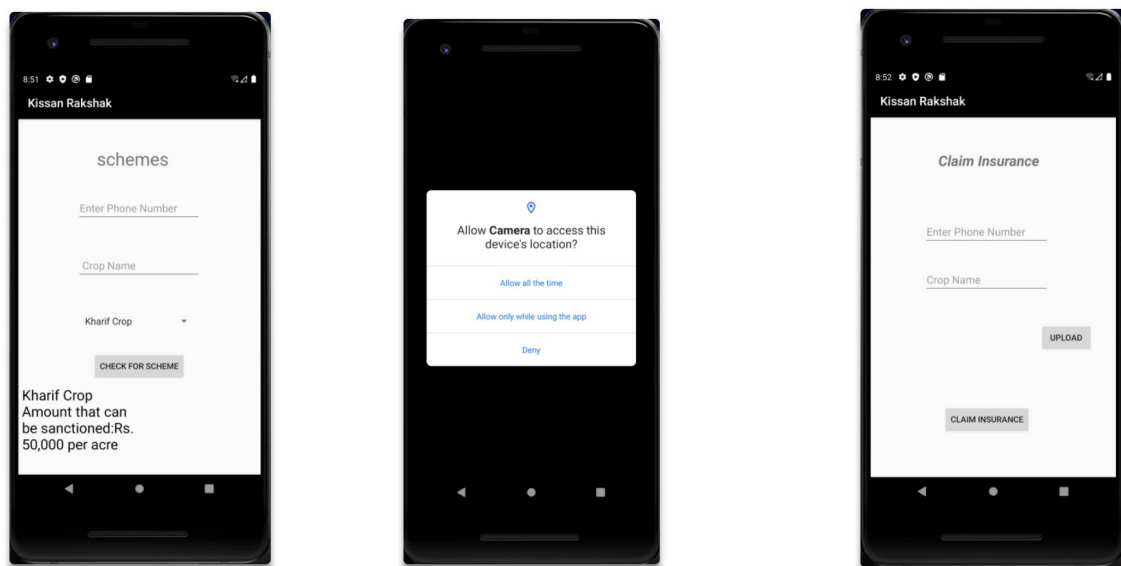 8:51
Kissan Rakshak
schemes
Enter Phone Number
Crop Name
Kharif Crop
CHECK FOR SCHEME
Kharif Crop
Amount that can
be sanctioned:Rs.
50,000 per acre
Allow Camera to access this
device's location?
Allow all the time
Allow only while using the app
Deny
8:52
Kissan Rakshak
Claim Insurance
Enter Phone Number
Crop Name
UPLOAD
CLAIM INSURANCE